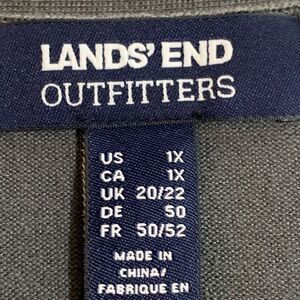 LANDS' END
OUTFITTERS
US 1X
CA 1X
UK 20/22
DE 50
FR 50/52
MADE IN
CHINA/
FABRIQUE EN